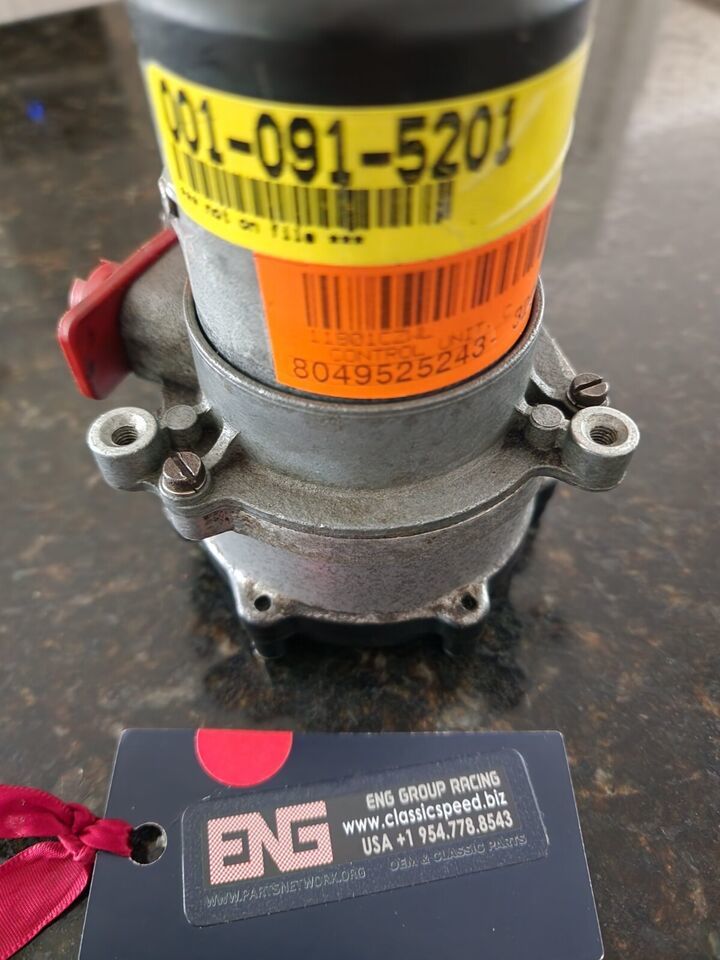 001-091-5201
*** not on file ***
CONTROL UNIT, C
8049525243
ENG
ENG GROUP RACING
www.classicspeed.biz
USA +1 954.778.8543
WWW.PARTSNETWORK.ORG
OEM & CLASSIC PARTS